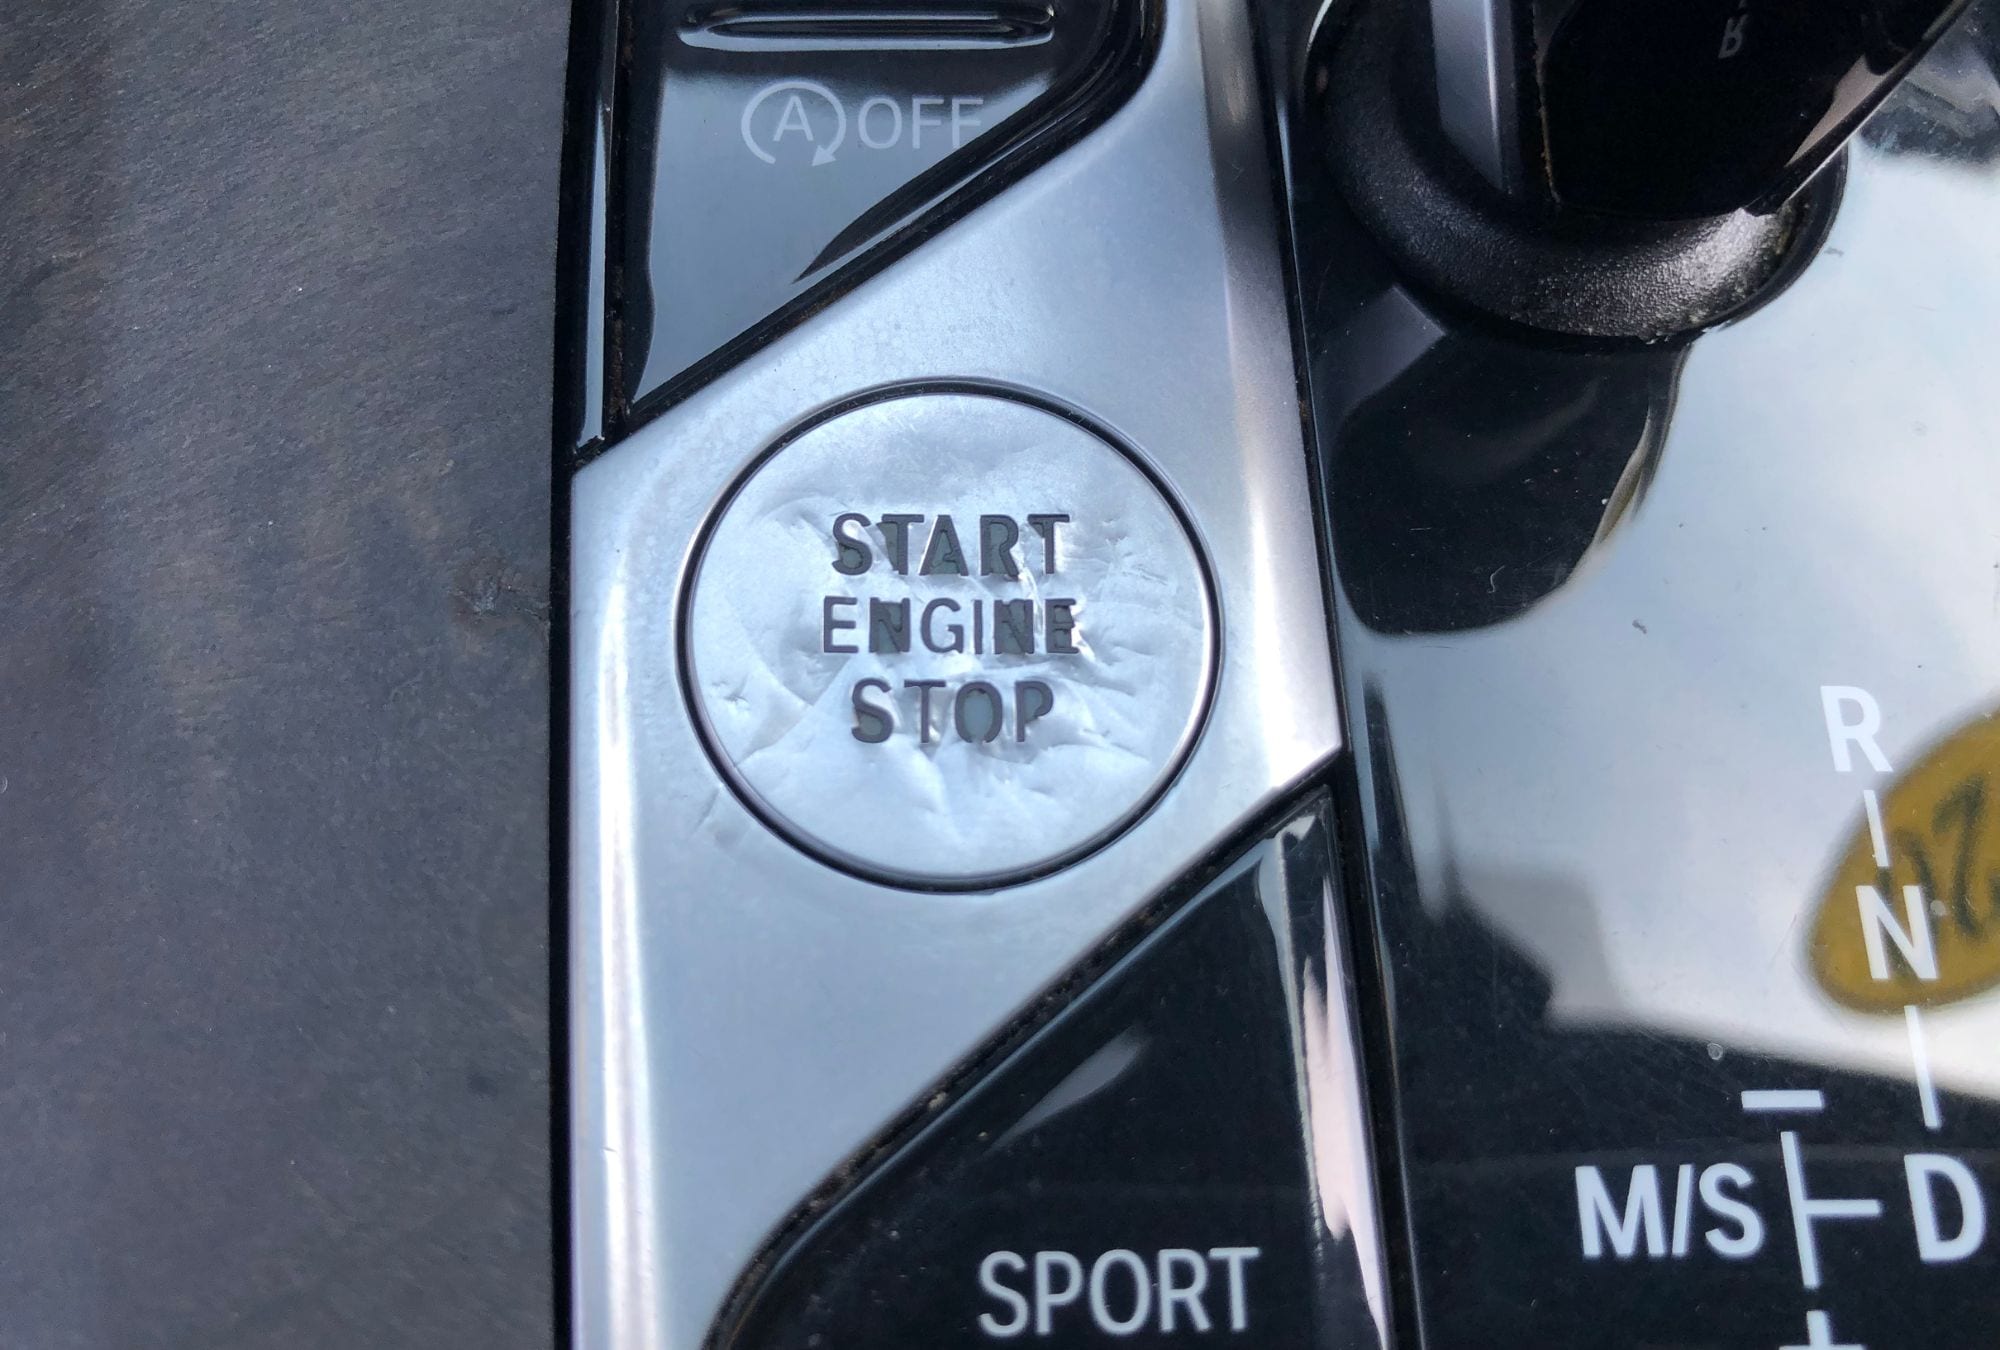 A OFF
START
ENGINE
STOP
R
N
M/S D
SPORT
+